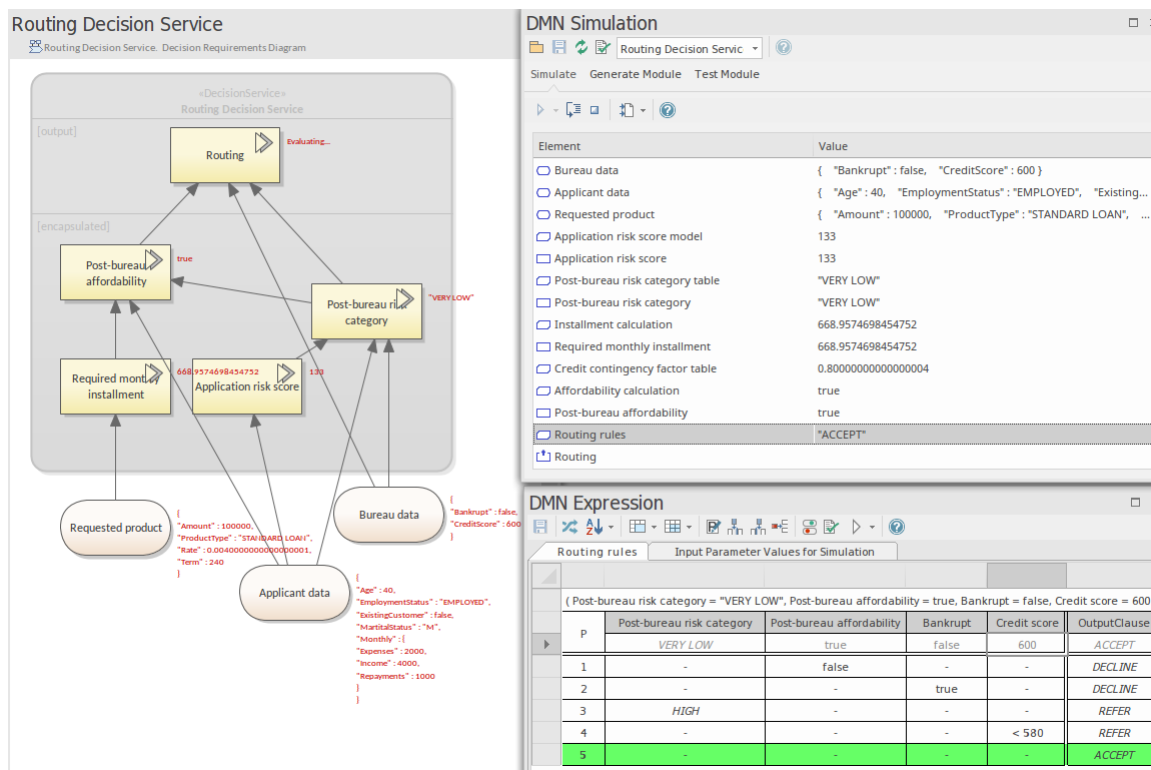 Routing Decision Service
Routing Decision Service. Decision Requirements Diagram
«DecisionService»
Routing Decision Service
[output]
Routing
Evaluating...
[encapsulated]
Post-bureau
affordability
true
Post-bureau risk
category
"VERY LOW"
Required monthly
installment
668.9574698454752
Application risk score
133
Requested product
{
"Amount" : 100000,
"ProductType" : "STANDARD LOAN",
"Rate" : 0.0040000000000000001,
"Term" : 240
}
Bureau data
{
"Bankrupt" : false,
"CreditScore" : 600
}
Applicant data
{
"Age" : 40,
"EmploymentStatus" : "EMPLOYED",
"ExistingCustomer" : false,
"MartitalStatus" : "M",
"Monthly" : {
"Expenses" : 2000,
"Income" : 4000,
"Repayments" : 1000
}
}
DMN Simulation
Routing Decision Servic
Simulate Generate Module Test Module
Element Value
Bureau data { "Bankrupt" : false, "CreditScore" : 600 }
Applicant data { "Age" : 40, "EmploymentStatus" : "EMPLOYED", "Existing...
Requested product { "Amount" : 100000, "ProductType" : "STANDARD LOAN", ...
Application risk score model 133
Application risk score 133
Post-bureau risk category table "VERY LOW"
Post-bureau risk category "VERY LOW"
Installment calculation 668.9574698454752
Required monthly installment 668.9574698454752
Credit contingency factor table 0.80000000000000004
Affordability calculation true
Post-bureau affordability true
Routing rules "ACCEPT"
Routing
DMN Expression
Routing rules Input Parameter Values for Simulation
( Post-bureau risk category = "VERY LOW", Post-bureau affordability = true, Bankrupt = false, Credit score = 600
P Post-bureau risk category Post-bureau affordability Bankrupt Credit score OutputClause
VERY LOW true false 600 ACCEPT
1 - false - - DECLINE
2 - - true - DECLINE
3 HIGH - - - REFER
4 - - - < 580 REFER
5 - - - - ACCEPT